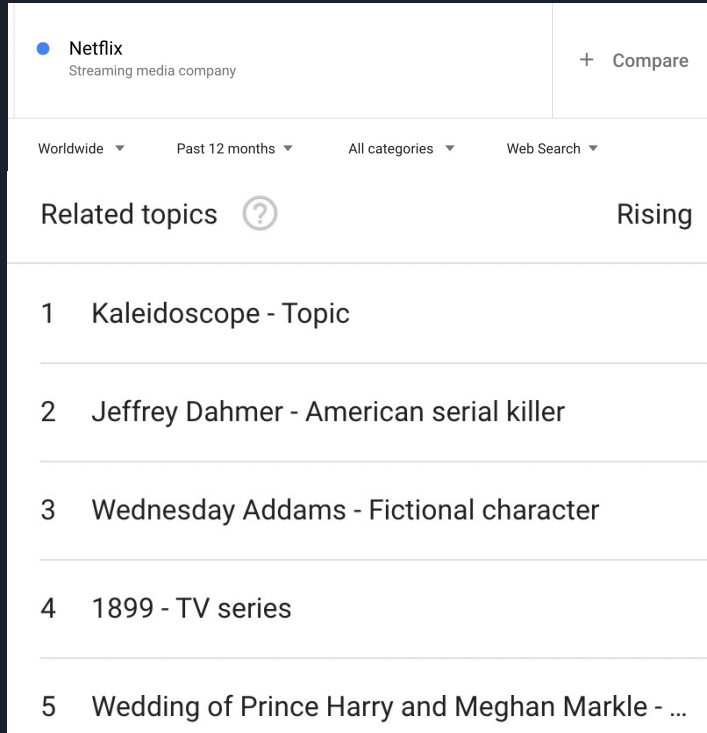 Netflix
Streaming media company
+ Compare
Worldwide Past 12 months All categories Web Search
Related topics ? Rising
1 Kaleidoscope - Topic
2 Jeffrey Dahmer - American serial killer
3 Wednesday Addams - Fictional character
4 1899 - TV series
5 Wedding of Prince Harry and Meghan Markle - ...